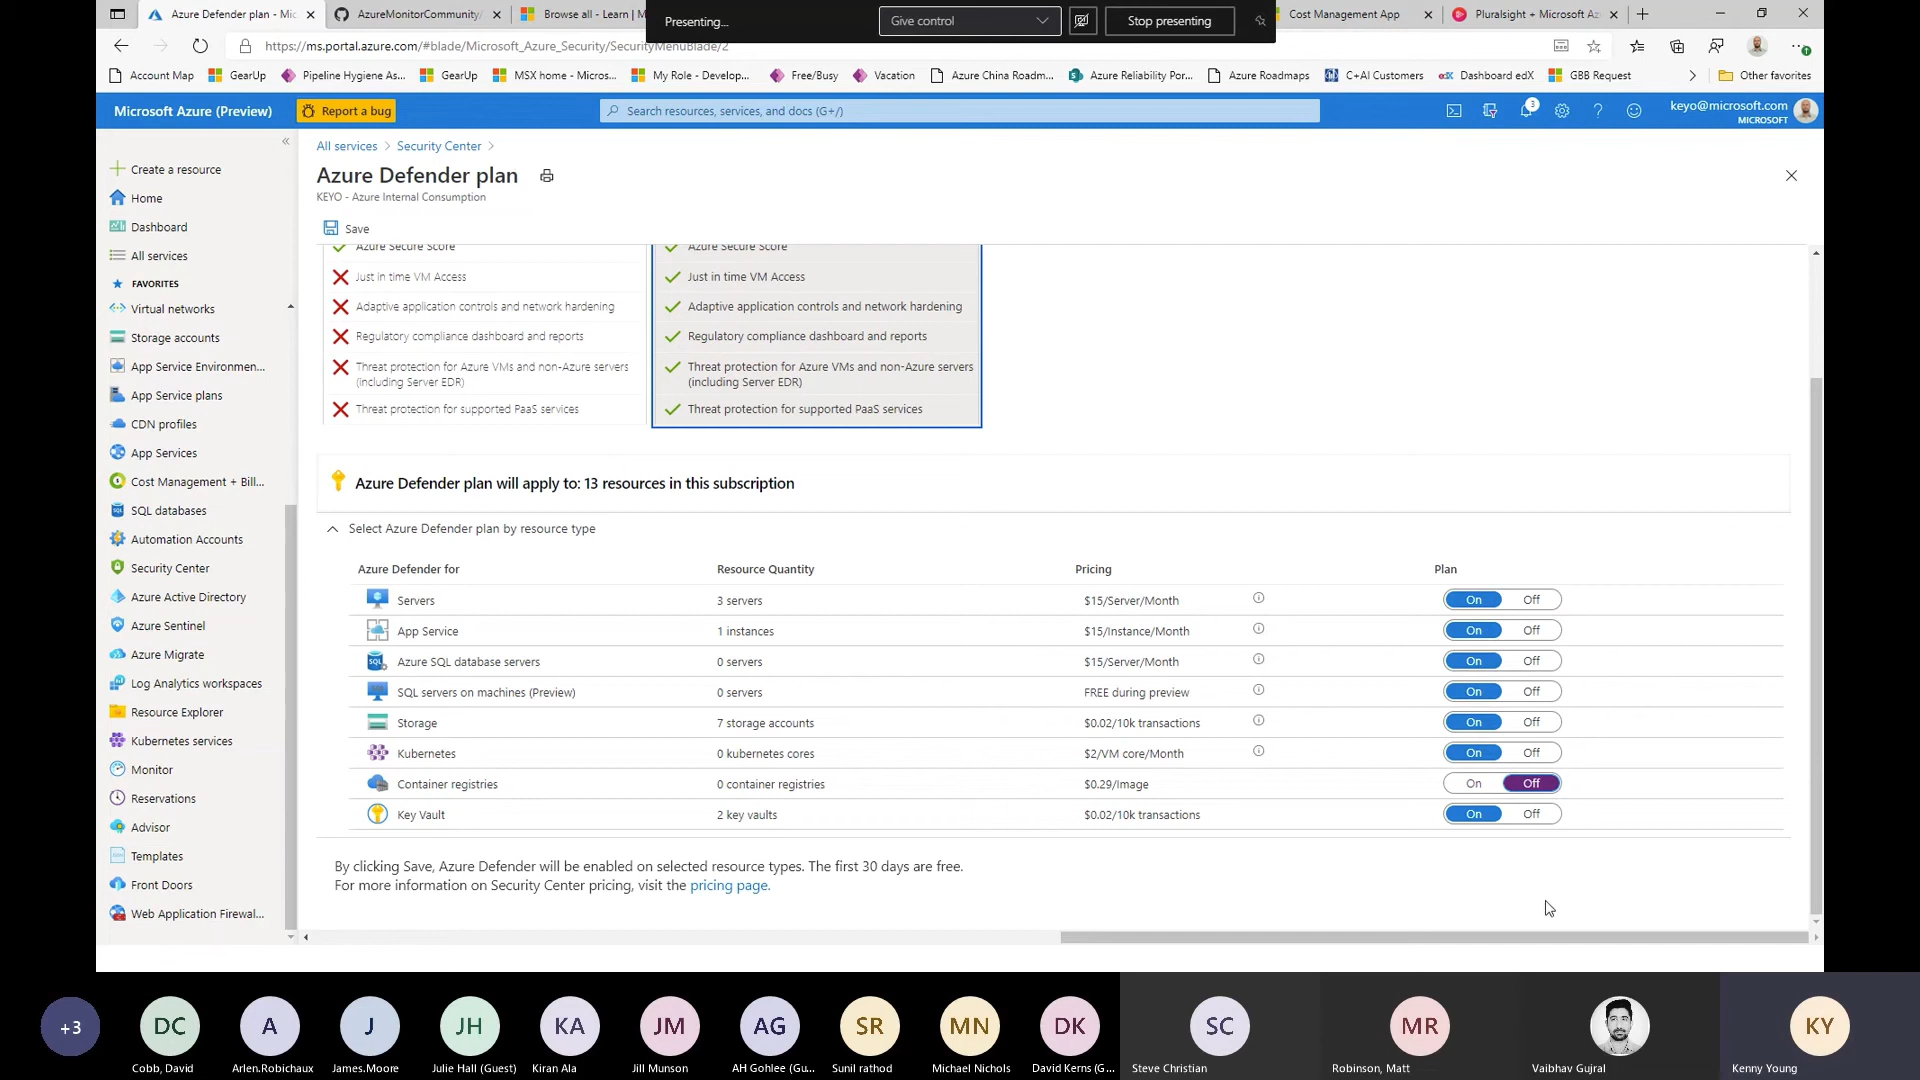 Azure Defender plan - Mic
AzureMonitorCommunity/
Browse all - Learn | M
Presenting...
Give control
Stop presenting
Cost Management App
Pluralsight + Microsoft Az
https://ms.portal.azure.com/#blade/Microsoft_Azure_Security/SecurityMenuBlade/2
Account Map
GearUp
Pipeline Hygiene As...
GearUp
MSX home - Micros...
My Role - Develop...
Free/Busy
Vacation
Azure China Roadm...
Azure Reliability Por...
Azure Roadmaps
C+AI Customers
edX Dashboard edX
GBB Request
Other favorites
Microsoft Azure (Preview)
Report a bug
Search resources, services, and docs (G+/)
3
keyo@microsoft.com
MICROSOFT
Create a resource
Home
Dashboard
All services
FAVORITES
Virtual networks
Storage accounts
App Service Environmen...
App Service plans
CDN profiles
App Services
Cost Management + Bill...
SQL databases
Automation Accounts
Security Center
Azure Active Directory
Azure Sentinel
Azure Migrate
Log Analytics workspaces
Resource Explorer
Kubernetes services
Monitor
Reservations
Advisor
Templates
Front Doors
Web Application Firewal...
All services > Security Center >
Azure Defender plan
KEYO - Azure Internal Consumption
Save
Azure Secure Score
Just in time VM Access
Adaptive application controls and network hardening
Regulatory compliance dashboard and reports
Threat protection for Azure VMs and non-Azure servers
(including Server EDR)
Threat protection for supported PaaS services
Azure Secure Score
Just in time VM Access
Adaptive application controls and network hardening
Regulatory compliance dashboard and reports
Threat protection for Azure VMs and non-Azure servers
(including Server EDR)
Threat protection for supported PaaS services
Azure Defender plan will apply to: 13 resources in this subscription
Select Azure Defender plan by resource type
Azure Defender for Resource Quantity Pricing Plan
Servers 3 servers $15/Server/Month On Off
App Service 1 instances $15/Instance/Month On Off
SQL Azure SQL database servers 0 servers $15/Server/Month On Off
SQL servers on machines (Preview) 0 servers FREE during preview On Off
Storage 7 storage accounts $0.02/10k transactions On Off
Kubernetes 0 kubernetes cores $2/VM core/Month On Off
Container registries 0 container registries $0.29/Image On Off
Key Vault 2 key vaults $0.02/10k transactions On Off
By clicking Save, Azure Defender will be enabled on selected resource types. The first 30 days are free.
For more information on Security Center pricing, visit the pricing page.
+3
DC
A
J
JH
KA
JM
AG
SR
MN
DK
SC
MR
KY
Cobb, David
Arlen.Robichaux
James.Moore
Julie Hall (Guest)
Kiran Ala
Jill Munson
AH Gohlee (Gu...
Sunil rathod
Michael Nichols
David Kerns (G...
Steve Christian
Robinson, Matt
Vaibhav Gujral
Kenny Young